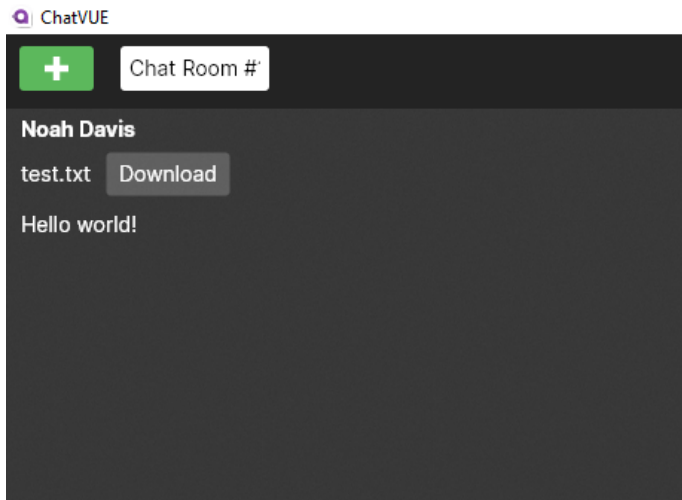 ChatVUE
Chat Room #
Noah Davis
test.txt Download
Hello world!